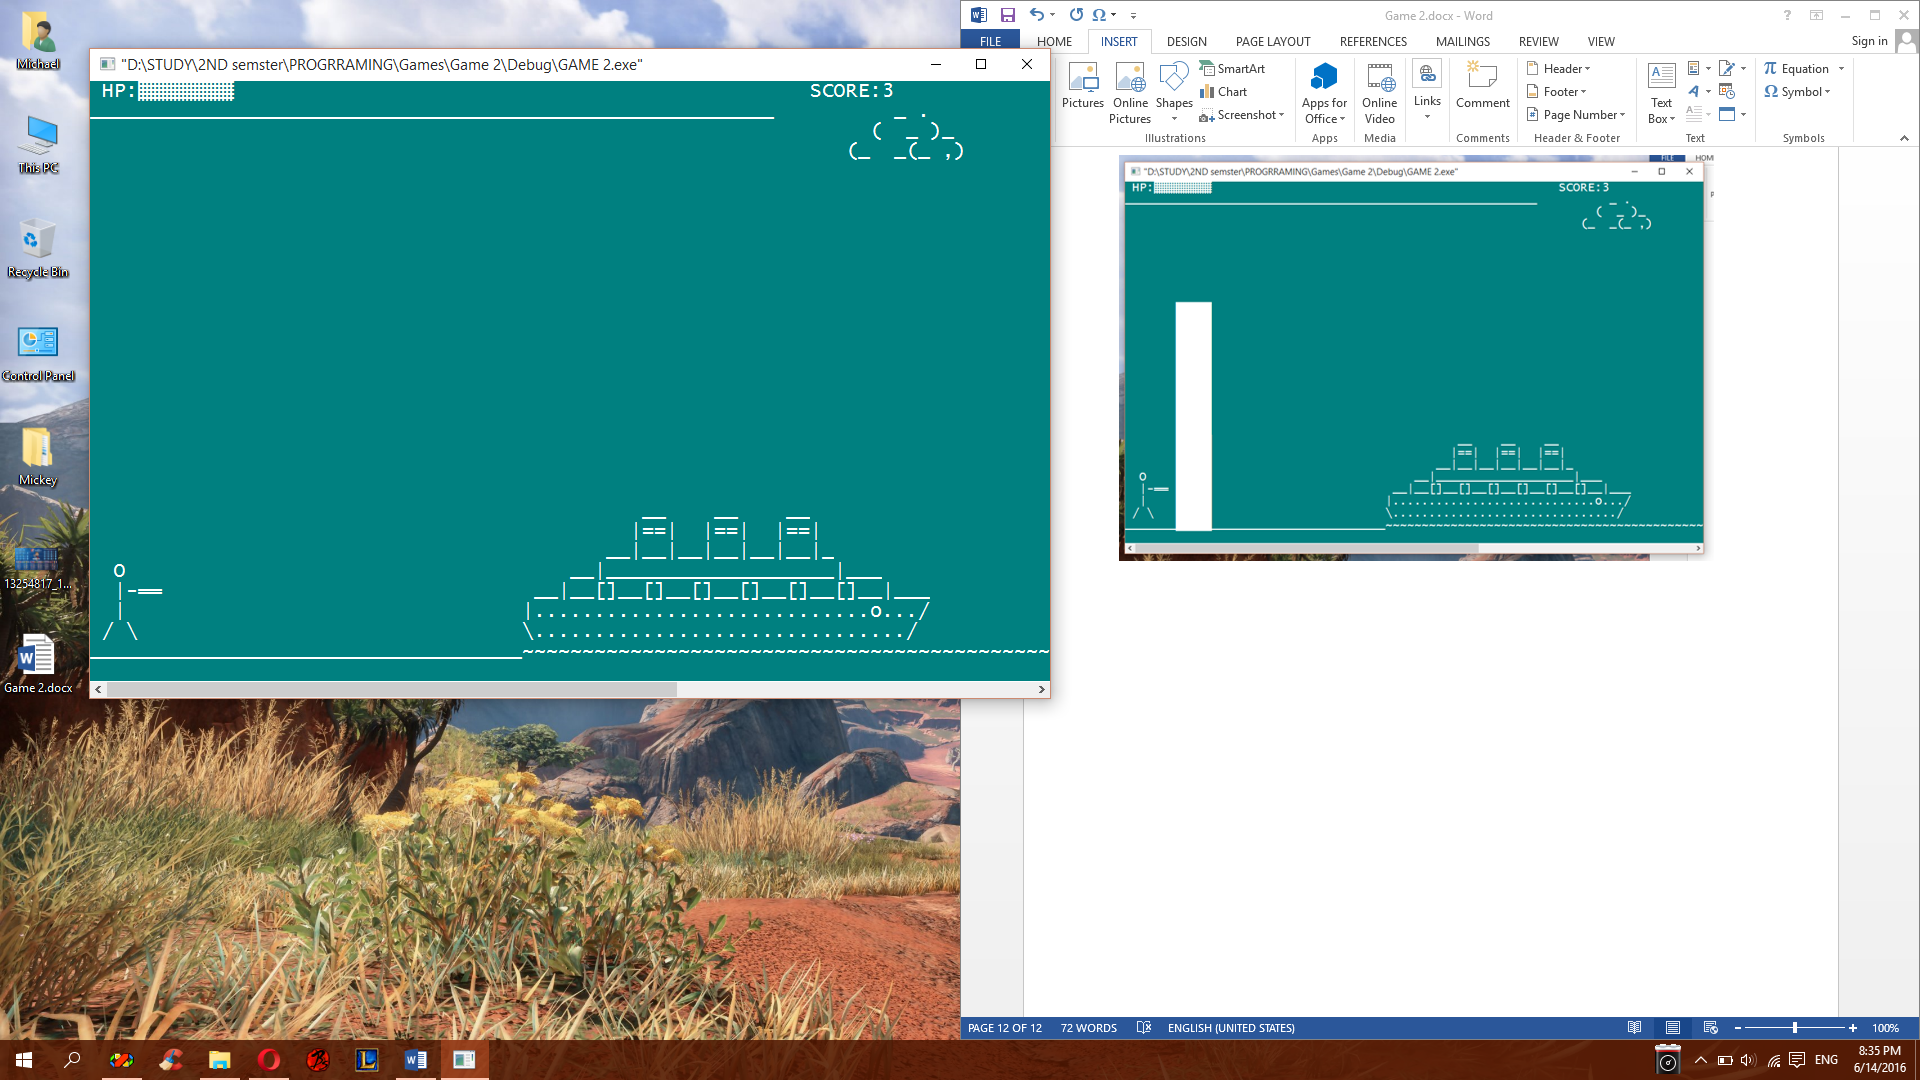 Michael
This PC
Recycle Bin
Control Panel
Mickey
13254817_1...
Game 2.docx
"D:\STUDY\2ND semster\PROGRRAMING\Games\Game 2\Debug\GAME 2.exe"
HP:
SCORE:3
Game 2.docx - Word
FILE HOME INSERT DESIGN PAGE LAYOUT REFERENCES MAILINGS REVIEW VIEW
Sign in
Pictures
Online Pictures
Shapes
SmartArt
Chart
Screenshot
Illustrations
Apps for Office
Apps
Online Video
Media
Links
Comment
Comments
Header
Footer
Page Number
Header & Footer
Text Box
Text
Equation
Symbol
Symbols
FILE HOM
"D:\STUDY\2ND semster\PROGRRAMING\Games\Game 2\Debug\GAME 2.exe"
HP:
SCORE:3
PAGE 12 OF 12 72 WORDS ENGLISH (UNITED STATES)
100%
ENG
8:35 PM
6/14/2016